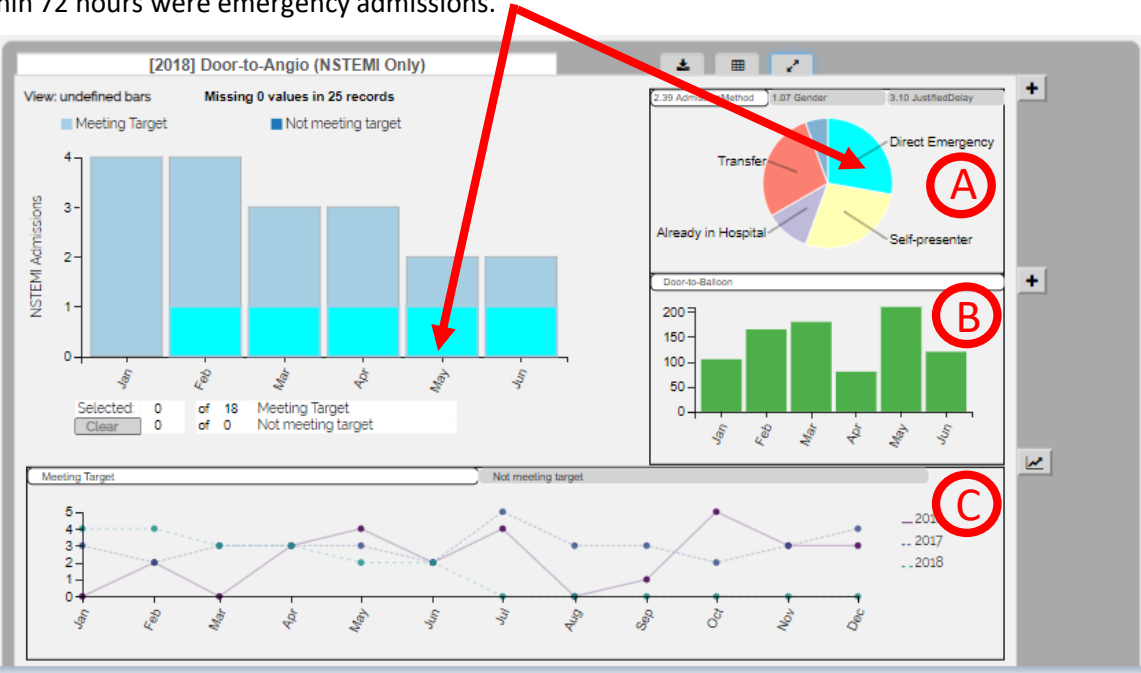 hin 72 hours were emergency admissions.
[2018] Door-to-Angio (NSTEMI Only)
View: undefined bars Missing 0 values in 25 records
Meeting Target Not meeting target
NSTEMI Admissions
4
3
2
1
0
Jan Feb Mar Apr May Jun
Selected: 0 of 18 Meeting Target
Clear 0 of 0 Not meeting target
2.39 Admission Method 1.07 Gender 3.10 JustifiedDelay
Direct Emergency
Transfer
Already in Hospital
Self-presenter
A
Door-to-Balloon
200
150
100
50
0
Jan Feb Mar Apr May Jun
B
Meeting Target Not meeting target
5
4
3
2
1
0
Jan Feb Mar Apr May Jun Jul Aug Sep Oct Nov Dec
2017
2018
C
+
+